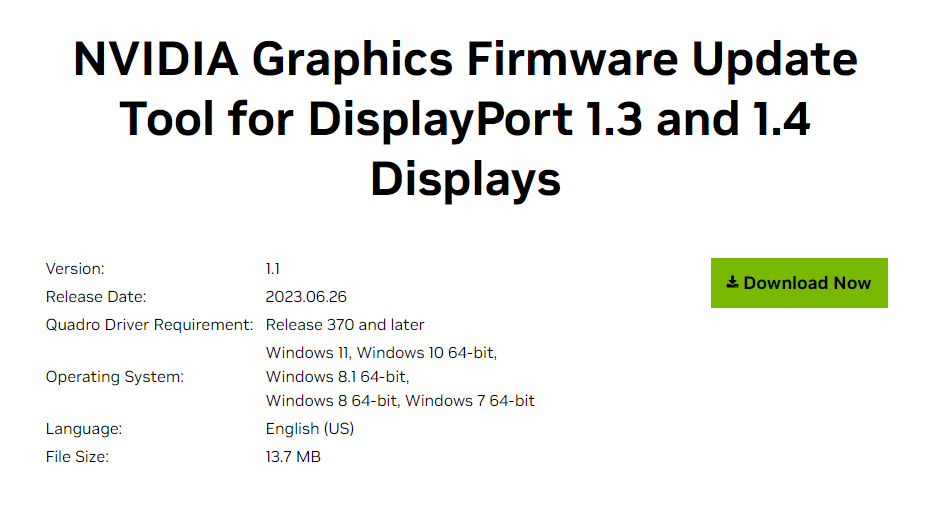 NVIDIA Graphics Firmware Update
Tool for DisplayPort 1.3 and 1.4
Displays
Version: 1.1
Download Now
Release Date: 2023.06.26
Quadro Driver Requirement: Release 370 and later
Operating System: Windows 11, Windows 10 64-bit,
Windows 8.1 64-bit,
Windows 8 64-bit, Windows 7 64-bit
Language: English (US)
File Size: 13.7 MB